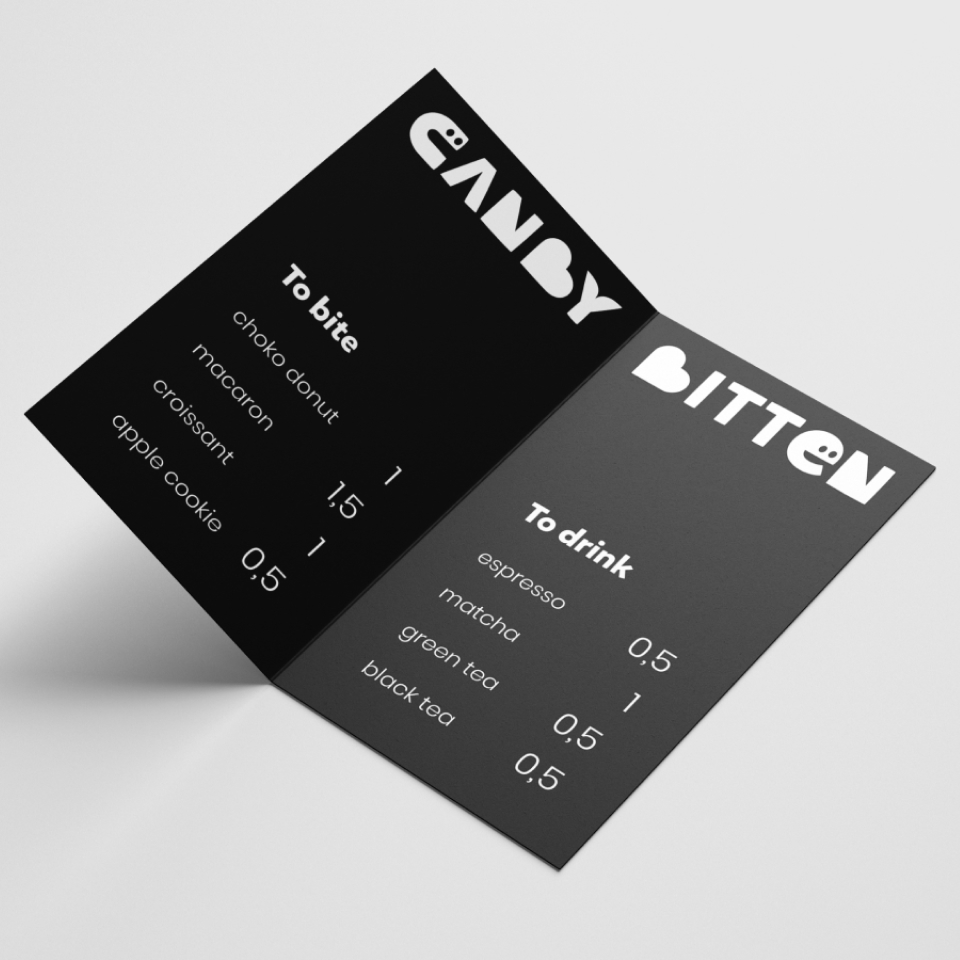 CANDY
To bite
choko donut 1
macaron 1,5
croissant 1
apple cookie 0,5
BITTEN
To drink
espresso 0,5
matcha 1
green tea 0,5
black tea 0,5